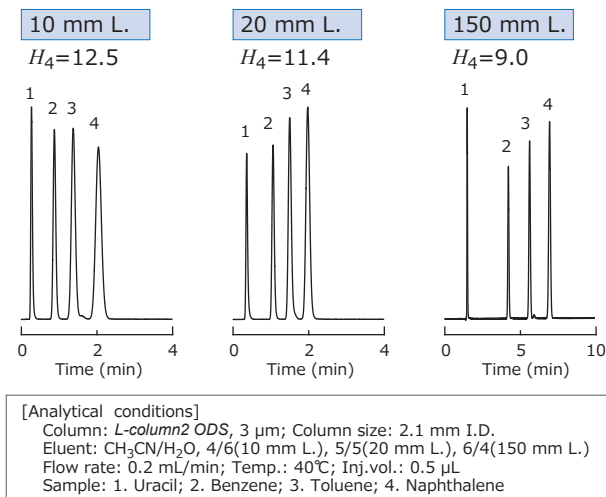 10 mm L.
20 mm L.
150 mm L.
H₄=12.5
H₄=11.4
H₄=9.0
1
2
3
4
1
2
3
4
1
2
3
4
0
2
4
0
2
4
0
5
10
Time (min)
Time (min)
Time (min)
[Analytical conditions]
Column: L-column2 ODS, 3 μm; Column size: 2.1 mm I.D.
Eluent: CH₃CN/H₂O, 4/6(10 mm L.), 5/5(20 mm L.), 6/4(150 mm L.)
Flow rate: 0.2 mL/min; Temp.: 40℃; Inj.vol.: 0.5 μL
Sample: 1. Uracil; 2. Benzene; 3. Toluene; 4. Naphthalene